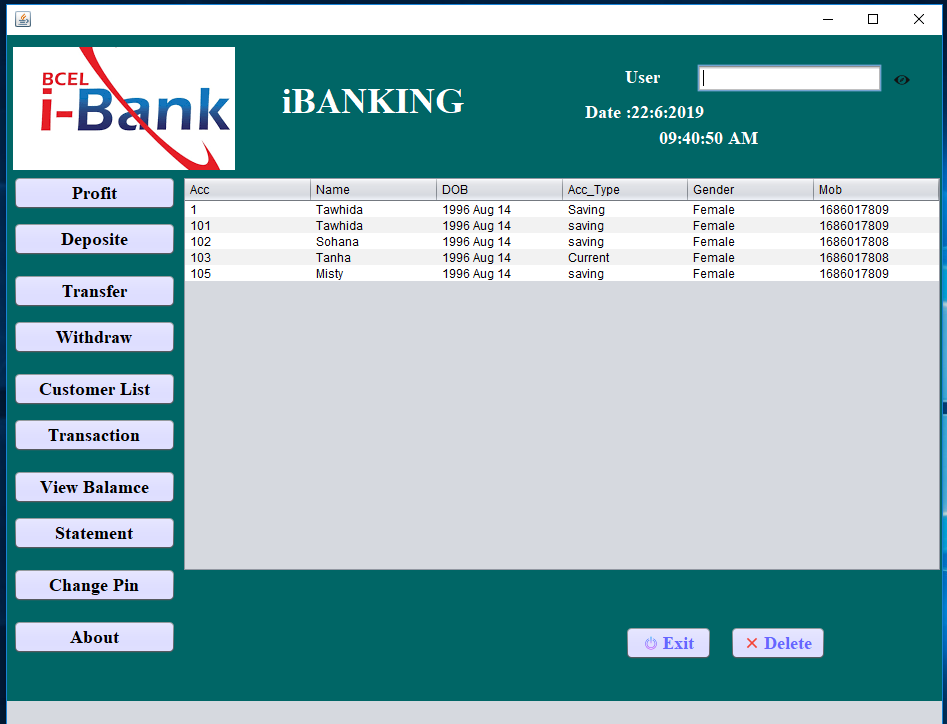 BCEL
i-Bank
iBANKING
User
Date :22:6:2019
09:40:50 AM
Profit
Deposite
Transfer
Withdraw
Customer List
Transaction
View Balamce
Statement
Change Pin
About
Acc Name DOB Acc_Type Gender Mob
1 Tawhida 1996 Aug 14 Saving Female 1686017809
101 Tawhida 1996 Aug 14 saving Female 1686017809
102 Sohana 1996 Aug 14 saving Female 1686017808
103 Tanha 1996 Aug 14 Current Female 1686017808
105 Misty 1996 Aug 14 saving Female 1686017809
Exit
Delete